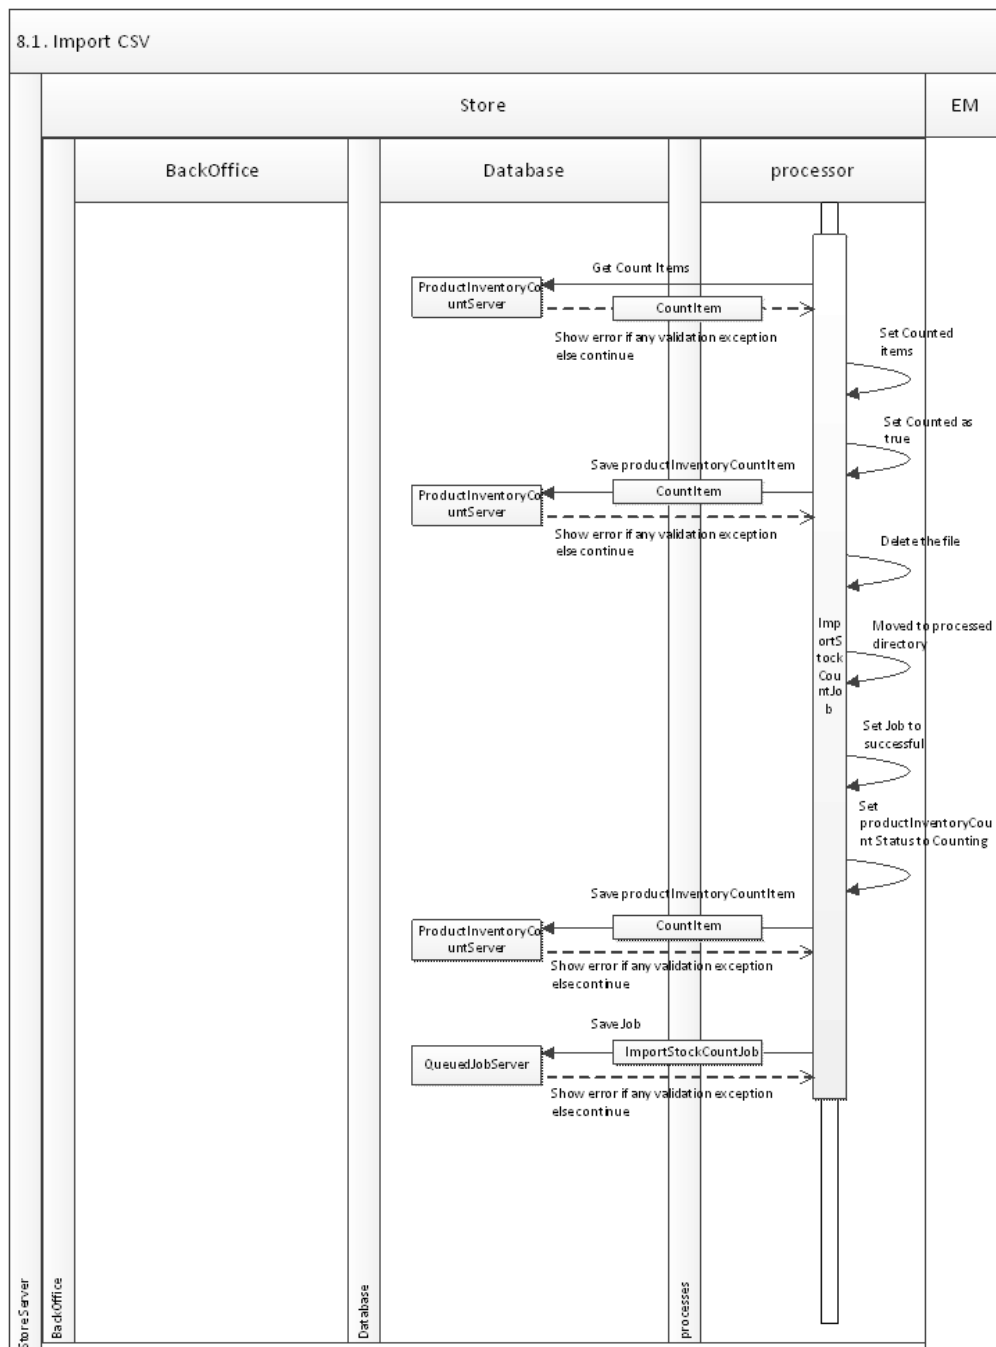 8.1. Import CSV
Store
EM
BackOffice
Database
processor
Get Count Items
ProductInventoryCo
untServer
CountItem
Show error if any validation exception
else continue
Set Counted
items
Set Counted as
true
Save productInventoryCountItem
ProductInventoryCo
untServer
CountItem
Show error if any validation exception
else continue
Delete the file
Imp
ortS
tock
Cou
ntJo
b
Moved to processed
directory
Set Job to
successful
Set
productInventoryCou
nt Status to Counting
Save productInventoryCountItem
ProductInventoryCo
untServer
CountItem
Show error if any validation exception
else continue
Save Job
QueuedJobServer
ImportStockCountJob
Show error if any validation exception
else continue
StoreServer
BackOffice
Database
processes